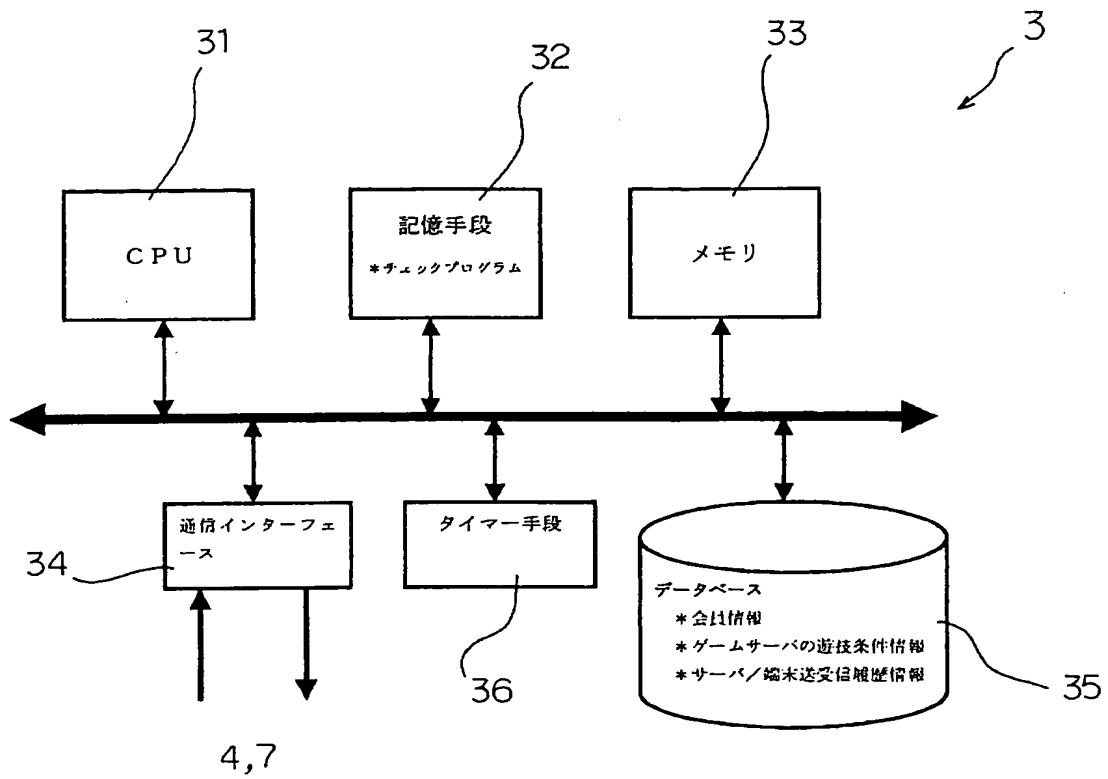 31
32
33
3
CPU
記憶手段
*チェックプログラム
メモリ
通信インターフェ
ース
34
タイマー手段
36
データベース
*会員情報
*ゲームサーバの遊技条件情報
*サーバ/端末送受信履歴情報
35
4,7